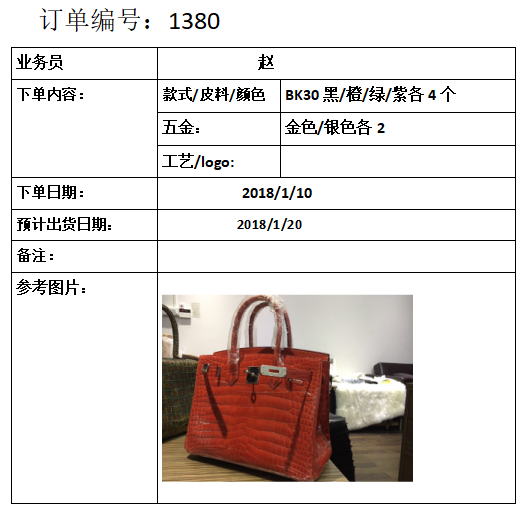 订单编号：1380
业务员 赵
下单内容： 款式/皮料/颜色 BK30 黑/橙/绿/紫各 4 个
五金： 金色/银色各 2
工艺/logo:
下单日期： 2018/1/10
预计出货日期： 2018/1/20
备注：
参考图片：